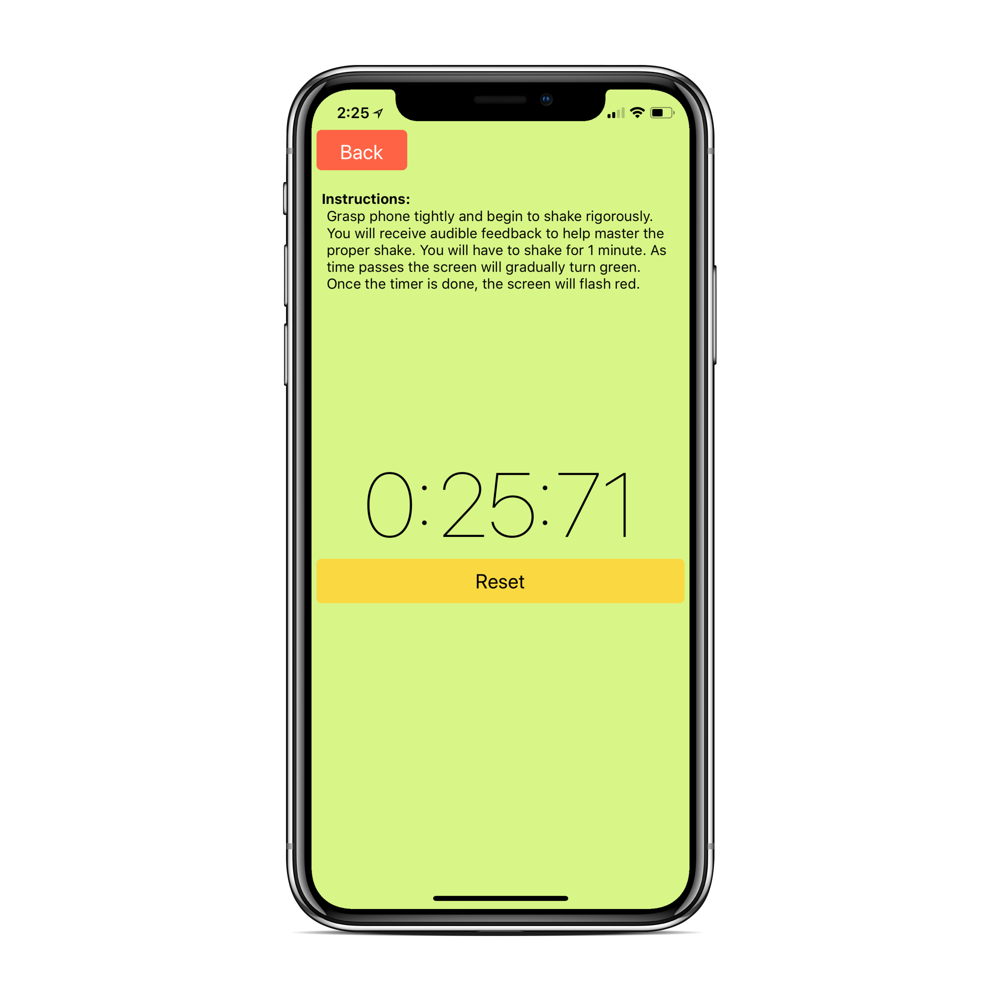 2:25
Back
Instructions:
Grasp phone tightly and begin to shake rigorously.
You will receive audible feedback to help master the
proper shake. You will have to shake for 1 minute. As
time passes the screen will gradually turn green.
Once the timer is done, the screen will flash red.
0:25:71
Reset